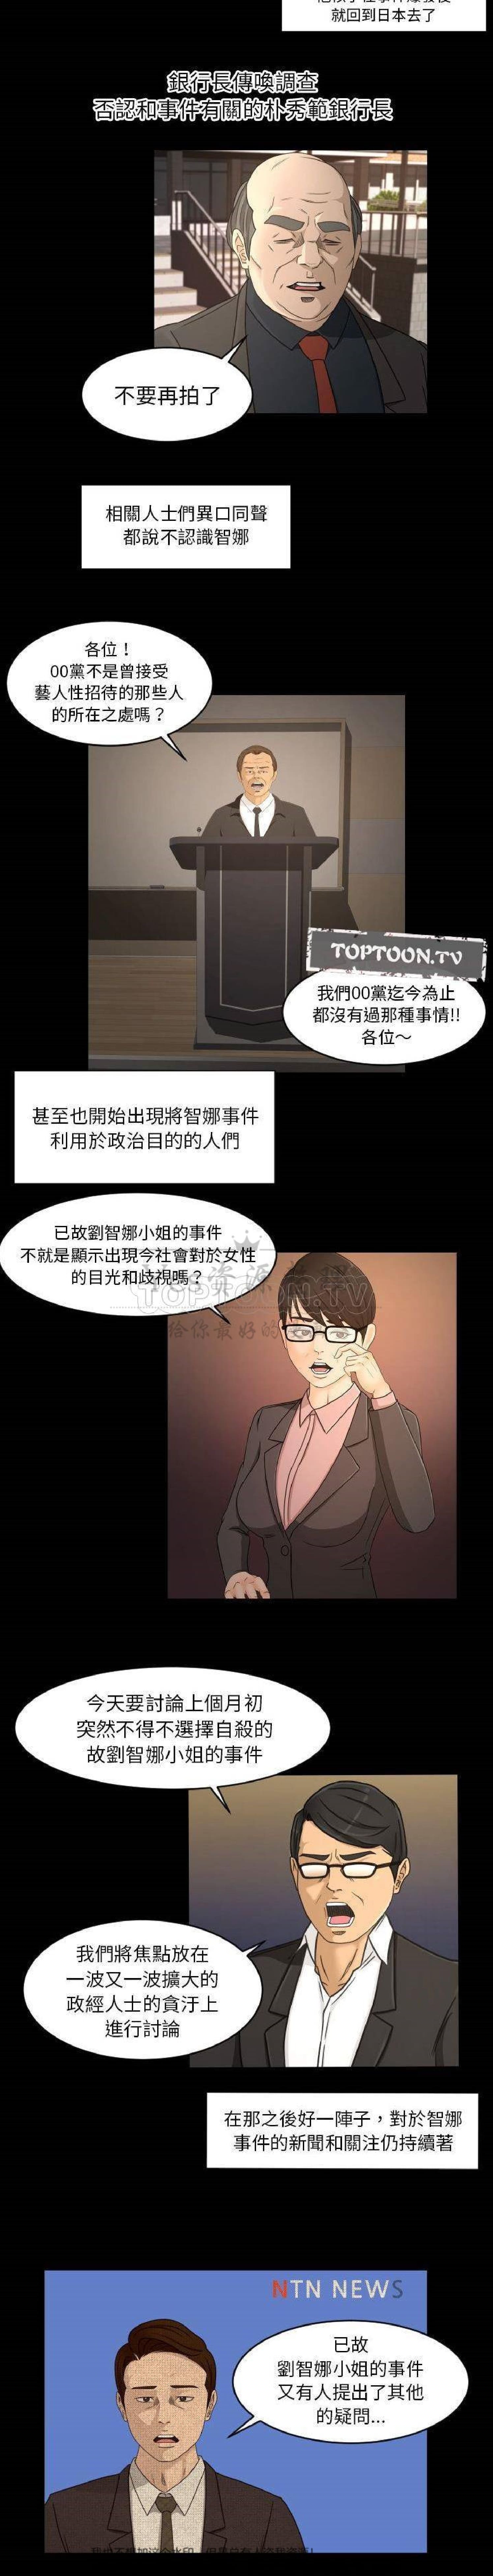 就回到日本去了
銀行長傳喚調查
否認和事件有關的朴秀範銀行長
不要再拍了
相關人士們異口同聲
都說不認識智娜
各位！
00黨不是曾接受
藝人性招待的那些人
的所在之處嗎？
TOPTOON.TV
我們00黨迄今為止
都沒有過那種事情!!
各位～
甚至也開始出現將智娜事件
利用於政治目的的人們
已故劉智娜小姐的事件
不就是顯示出現今社會對於女性
的目光和歧視嗎？
TOPTOON.TV
給你最好的
今天要討論上個月初
突然不得不選擇自殺的
故劉智娜小姐的事件
我們將焦點放在
一波又一波擴大的
政經人士的貪汙上
進行討論
在那之後好一陣子，對於智娜
事件的新聞和關注仍持續著
NTN NEWS
已故
劉智娜小姐的事件
又有人提出了其他
的疑問...